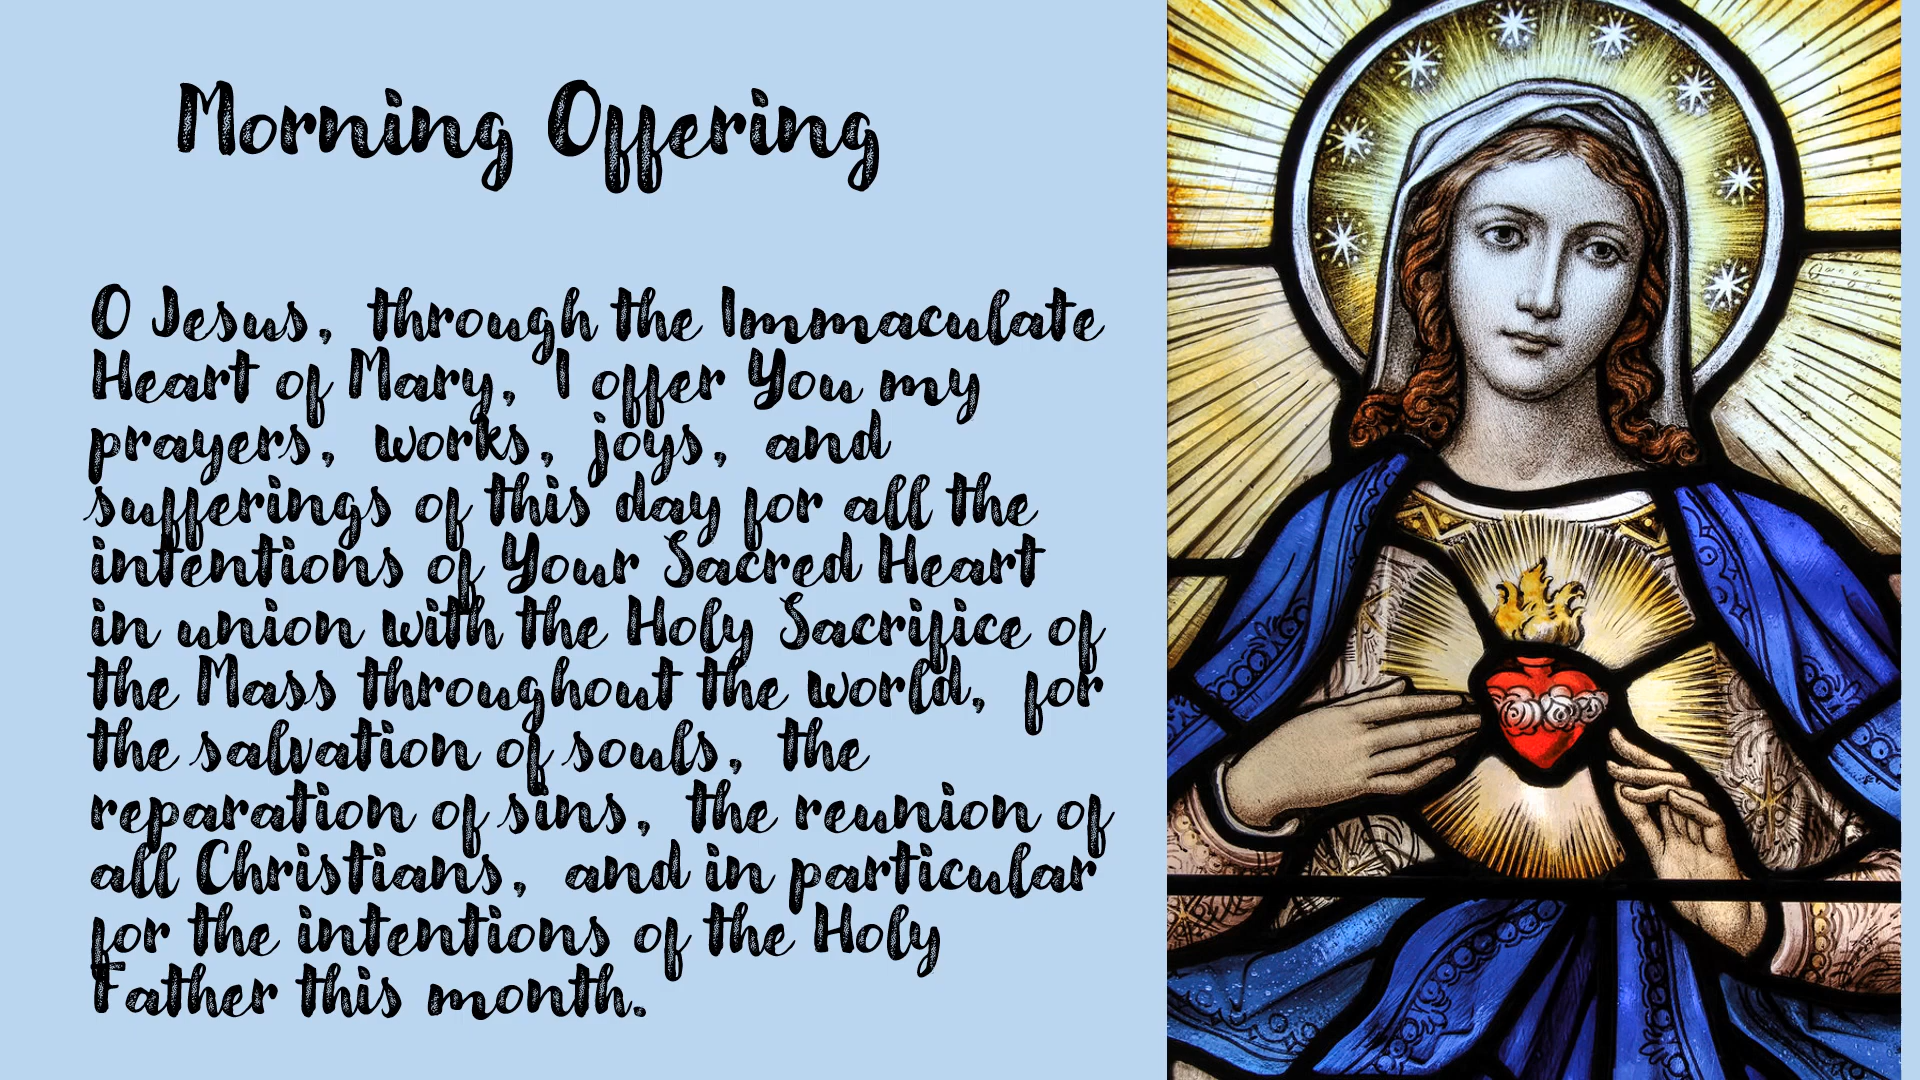 Morning Offering
O Jesus, through the Immaculate
Heart of Mary, I offer You my
prayers, works, joys, and
sufferings of this day for all the
intentions of Your Sacred Heart
in union with the Holy Sacrifice of
the Mass throughout the world, for
the salvation of souls, the
reparation of sins, the reunion of
all Christians, and in particular
for the intentions of the Holy
Father this month.